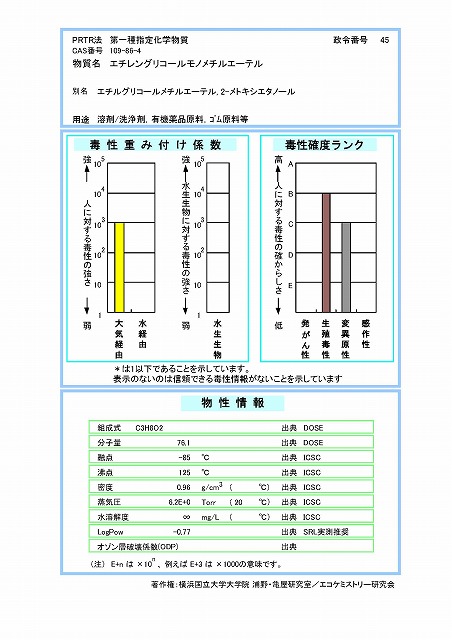 PRTR法 第一種指定化学物質 政令番号 45
CAS番号 109-86-4
物質名 エチレングリコールモノメチルエーテル
別名 エチルグリコールメチルエーテル, 2-メトキシエタノール
用途 溶剤/洗浄剤, 有機薬品原料, ゴム原料等
毒性重み付け係数
強 人に対する毒性の強さ 弱
10^5
10^4
10^3
10^2
10
1
大気経由 水経由
強 水生生物に対する毒性の強さ 弱
10^5
10^4
10^3
10^2
10
1
水生生物
毒性確度ランク
高 人に対する毒性の確からしさ 低
A
B
C
D
E
発がん性 生殖毒性 変異原性 感作性
*は1以下であることを示しています。
表示のないのは信頼できる毒性情報がないことを示しています
物性情報
組成式 C3H8O2 出典 DOSE
分子量 76.1 出典 DOSE
融点 -85 ℃ 出典 ICSC
沸点 125 ℃ 出典 ICSC
密度 0.96 g/cm3 ( ℃) 出典 ICSC
蒸気圧 6.2E+0 Torr (20 ℃) 出典 ICSC
水溶解度 ∞ mg/L ( ℃) 出典 ICSC
LogPow -0.77 出典 SRL実測推奨
オゾン層破壊係数(ODP) 出典
(注) E+n は ×10^n 、例えば E+3 は ×1000の意味です。
著作権:横浜国立大学大学院 浦野・亀屋研究室/エコケミストリー研究会